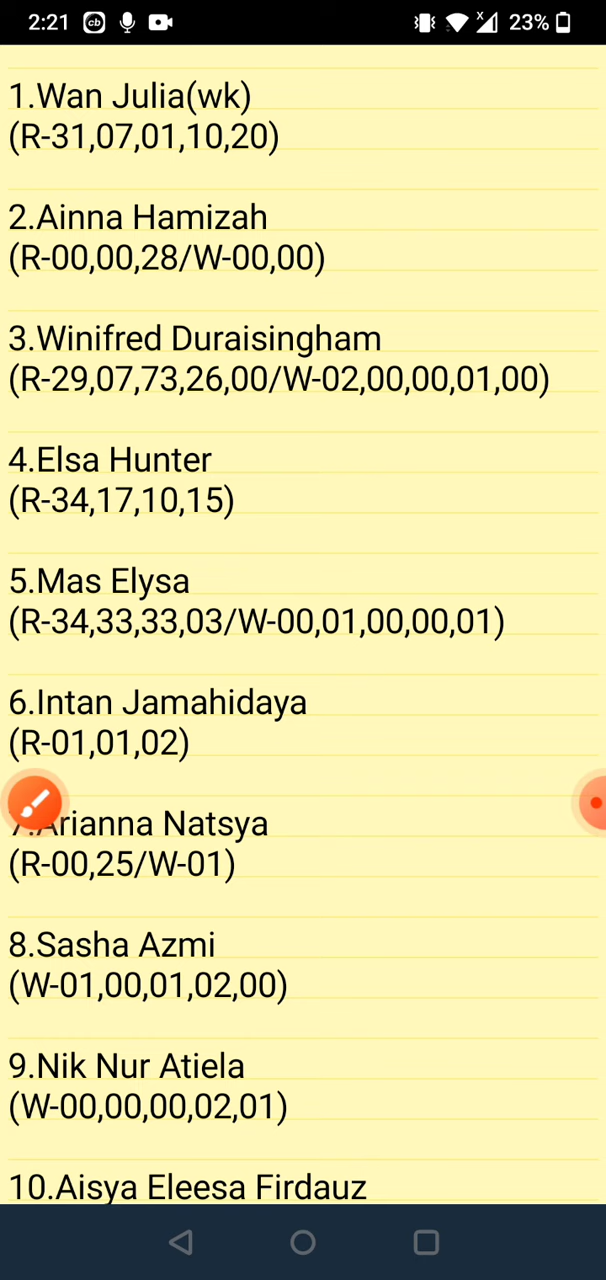 2:21 cb x 23%
1.Wan Julia(wk)
(R-31,07,01,10,20)
2.Ainna Hamizah
(R-00,00,28/W-00,00)
3.Winifred Duraisingham
(R-29,07,73,26,00/W-02,00,00,01,00)
4.Elsa Hunter
(R-34,17,10,15)
5.Mas Elysa
(R-34,33,33,03/W-00,01,00,00,01)
6.Intan Jamahidaya
(R-01,01,02)
7.Arianna Natsya
(R-00,25/W-01)
8.Sasha Azmi
(W-01,00,01,02,00)
9.Nik Nur Atiela
(W-00,00,00,02,01)
10.Aisya Eleesa Firdauz